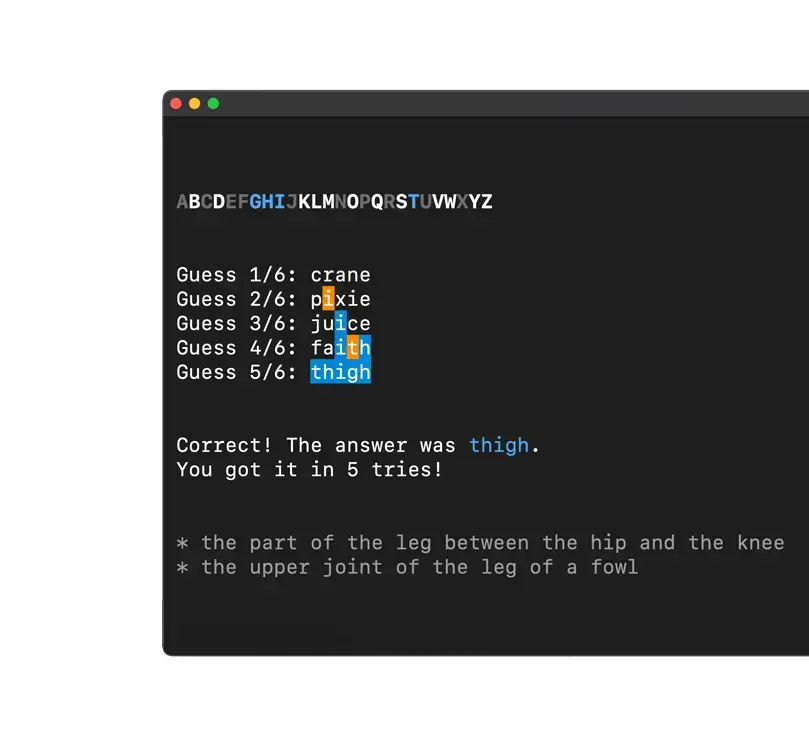 ABCDEFGHIJKLMNOPQRSTUVWXYZ
Guess 1/6: crane
Guess 2/6: pixie
Guess 3/6: juice
Guess 4/6: faith
Guess 5/6: thigh
Correct! The answer was thigh.
You got it in 5 tries!
* the part of the leg between the hip and the knee
* the upper joint of the leg of a fowl